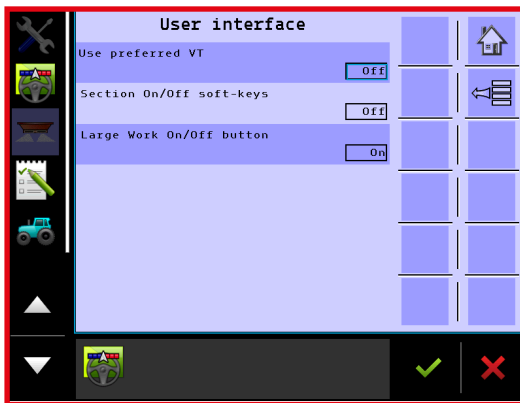 User interface
Use preferred VT
Off
Section On/Off soft-keys
Off
Large Work On/Off button
On